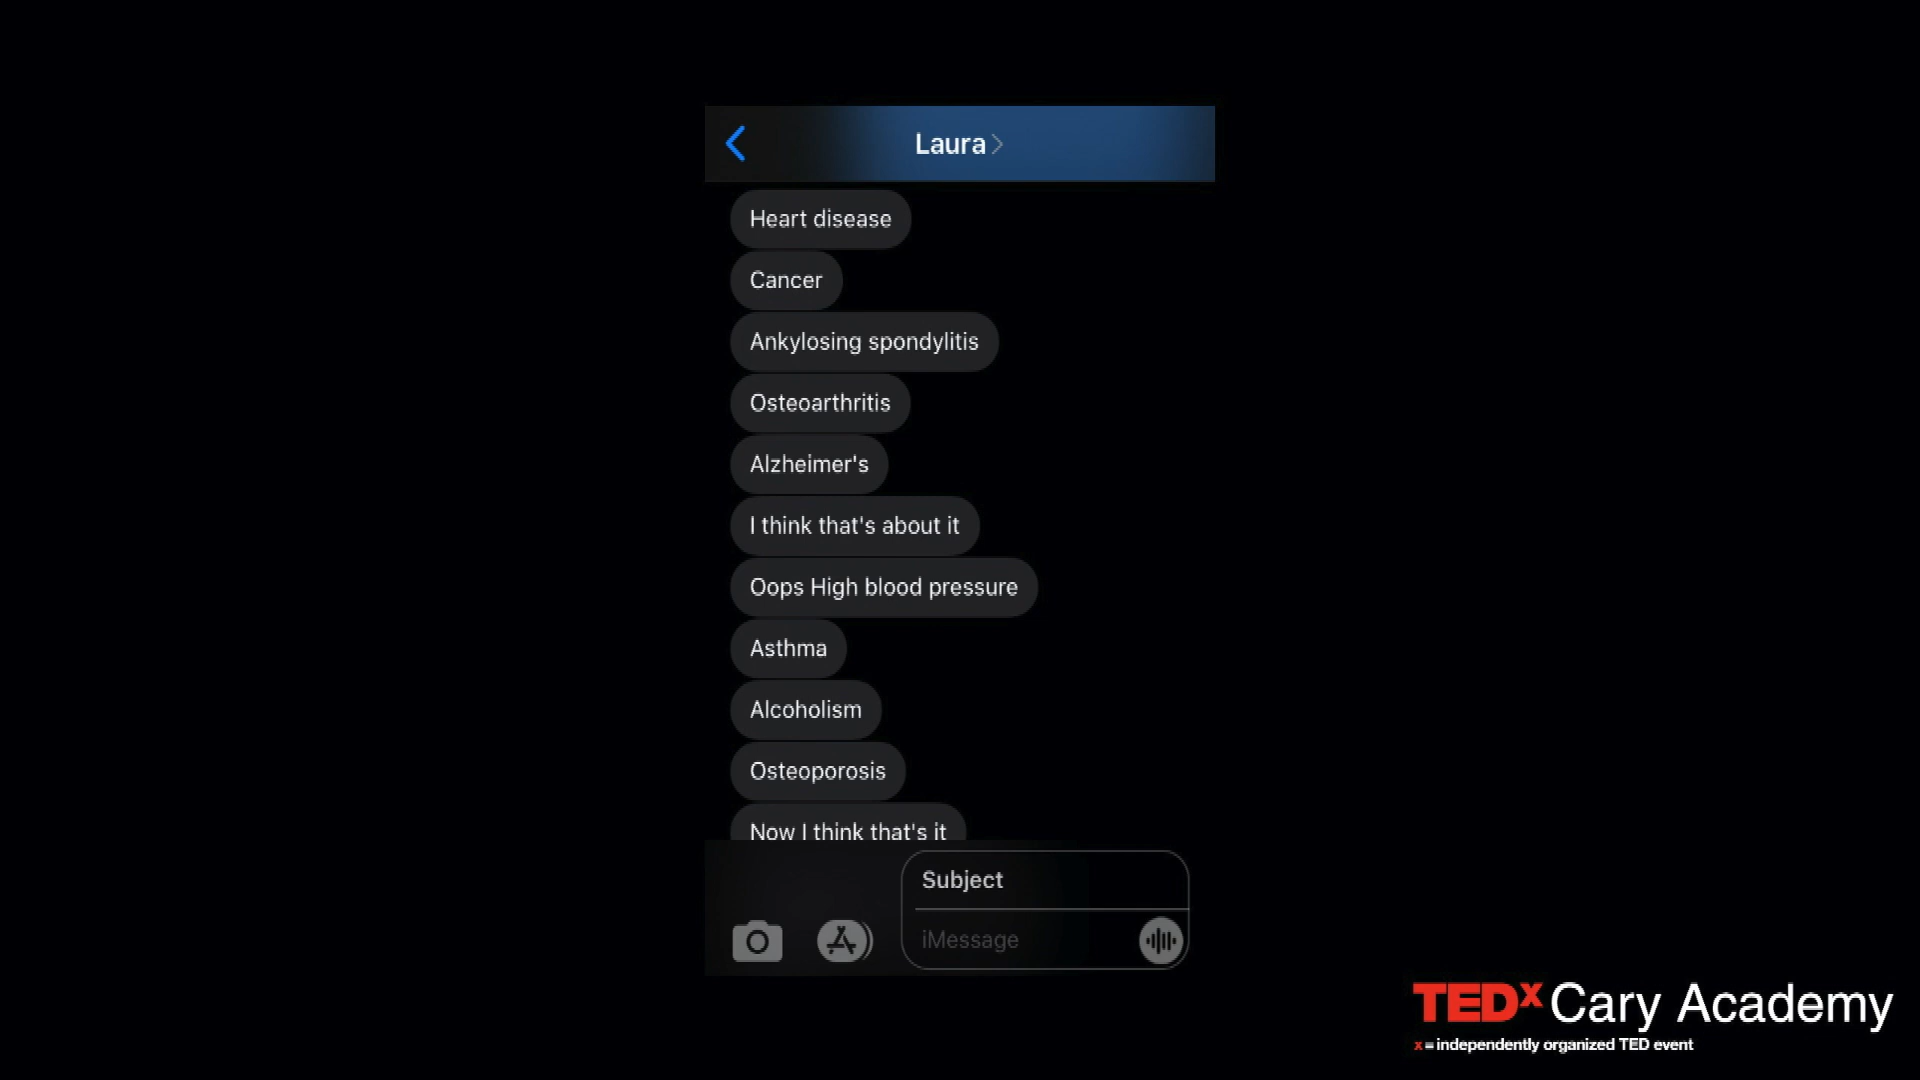 Laura
Heart disease
Cancer
Ankylosing spondylitis
Osteoarthritis
Alzheimer's
I think that's about it
Oops High blood pressure
Asthma
Alcoholism
Osteoporosis
Now I think that's it
Subject
iMessage
TEDx Cary Academy
x = independently organized TED event